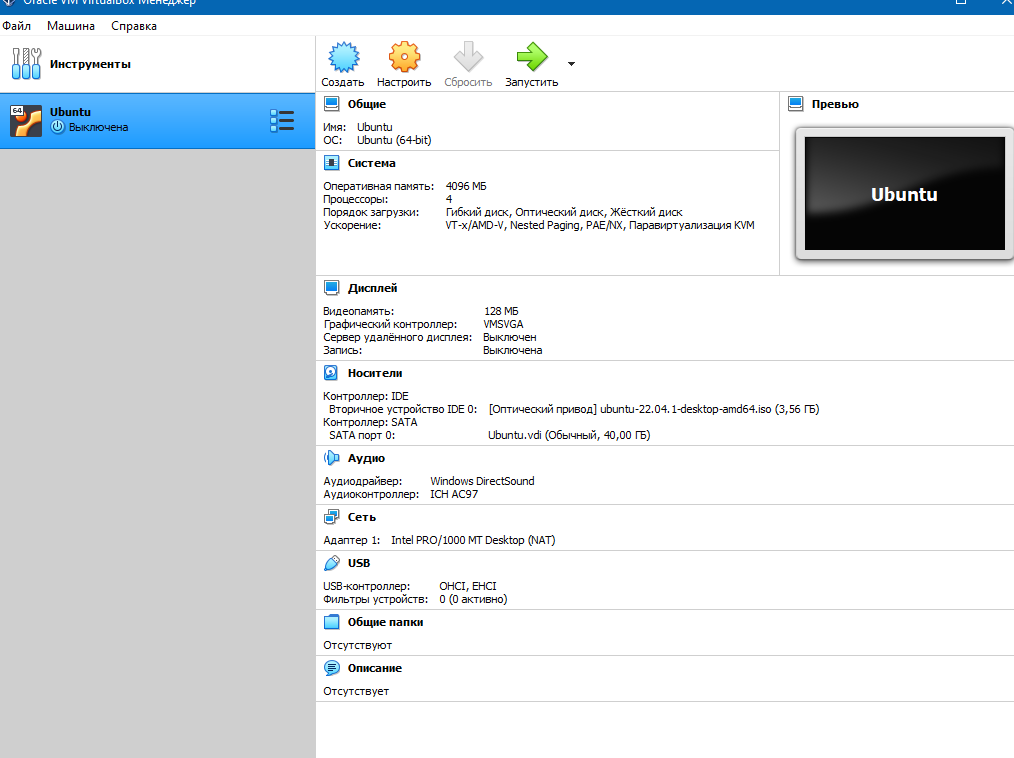 Oracle VM VirtualBox Менеджер
Файл Машина Справка
Инструменты
64
Ubuntu
Выключена
Создать Настроить Сбросить Запустить
Общие
Имя: Ubuntu
ОС: Ubuntu (64-bit)
Превью
Ubuntu
Система
Оперативная память: 4096 МБ
Процессоры: 4
Порядок загрузки: Гибкий диск, Оптический диск, Жёсткий диск
Ускорение: VT-x/AMD-V, Nested Paging, PAE/NX, Паравиртуализация KVM
Дисплей
Видеопамять: 128 МБ
Графический контроллер: VMSVGA
Сервер удалённого дисплея: Выключен
Запись: Выключена
Носители
Контроллер: IDE
Вторичное устройство IDE 0: [Оптический привод] ubuntu-22.04.1-desktop-amd64.iso (3,56 ГБ)
Контроллер: SATA
SATA порт 0: Ubuntu.vdi (Обычный, 40,00 ГБ)
Аудио
Аудиодрайвер: Windows DirectSound
Аудиоконтроллер: ICH AC97
Сеть
Адаптер 1: Intel PRO/1000 MT Desktop (NAT)
USB
USB-контроллер: OHCI, EHCI
Фильтры устройств: 0 (0 активно)
Общие папки
Отсутствуют
Описание
Отсутствует